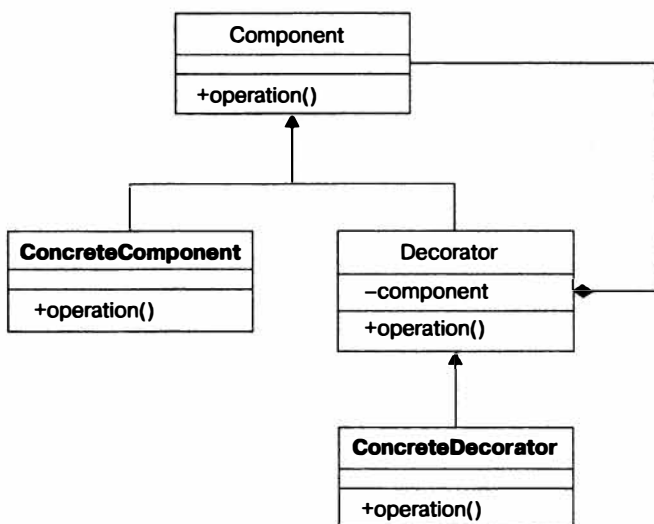 Component
+operation()
ConcreteComponent
+operation()
Decorator
–component
+operation()
ConcreteDecorator
+operation()